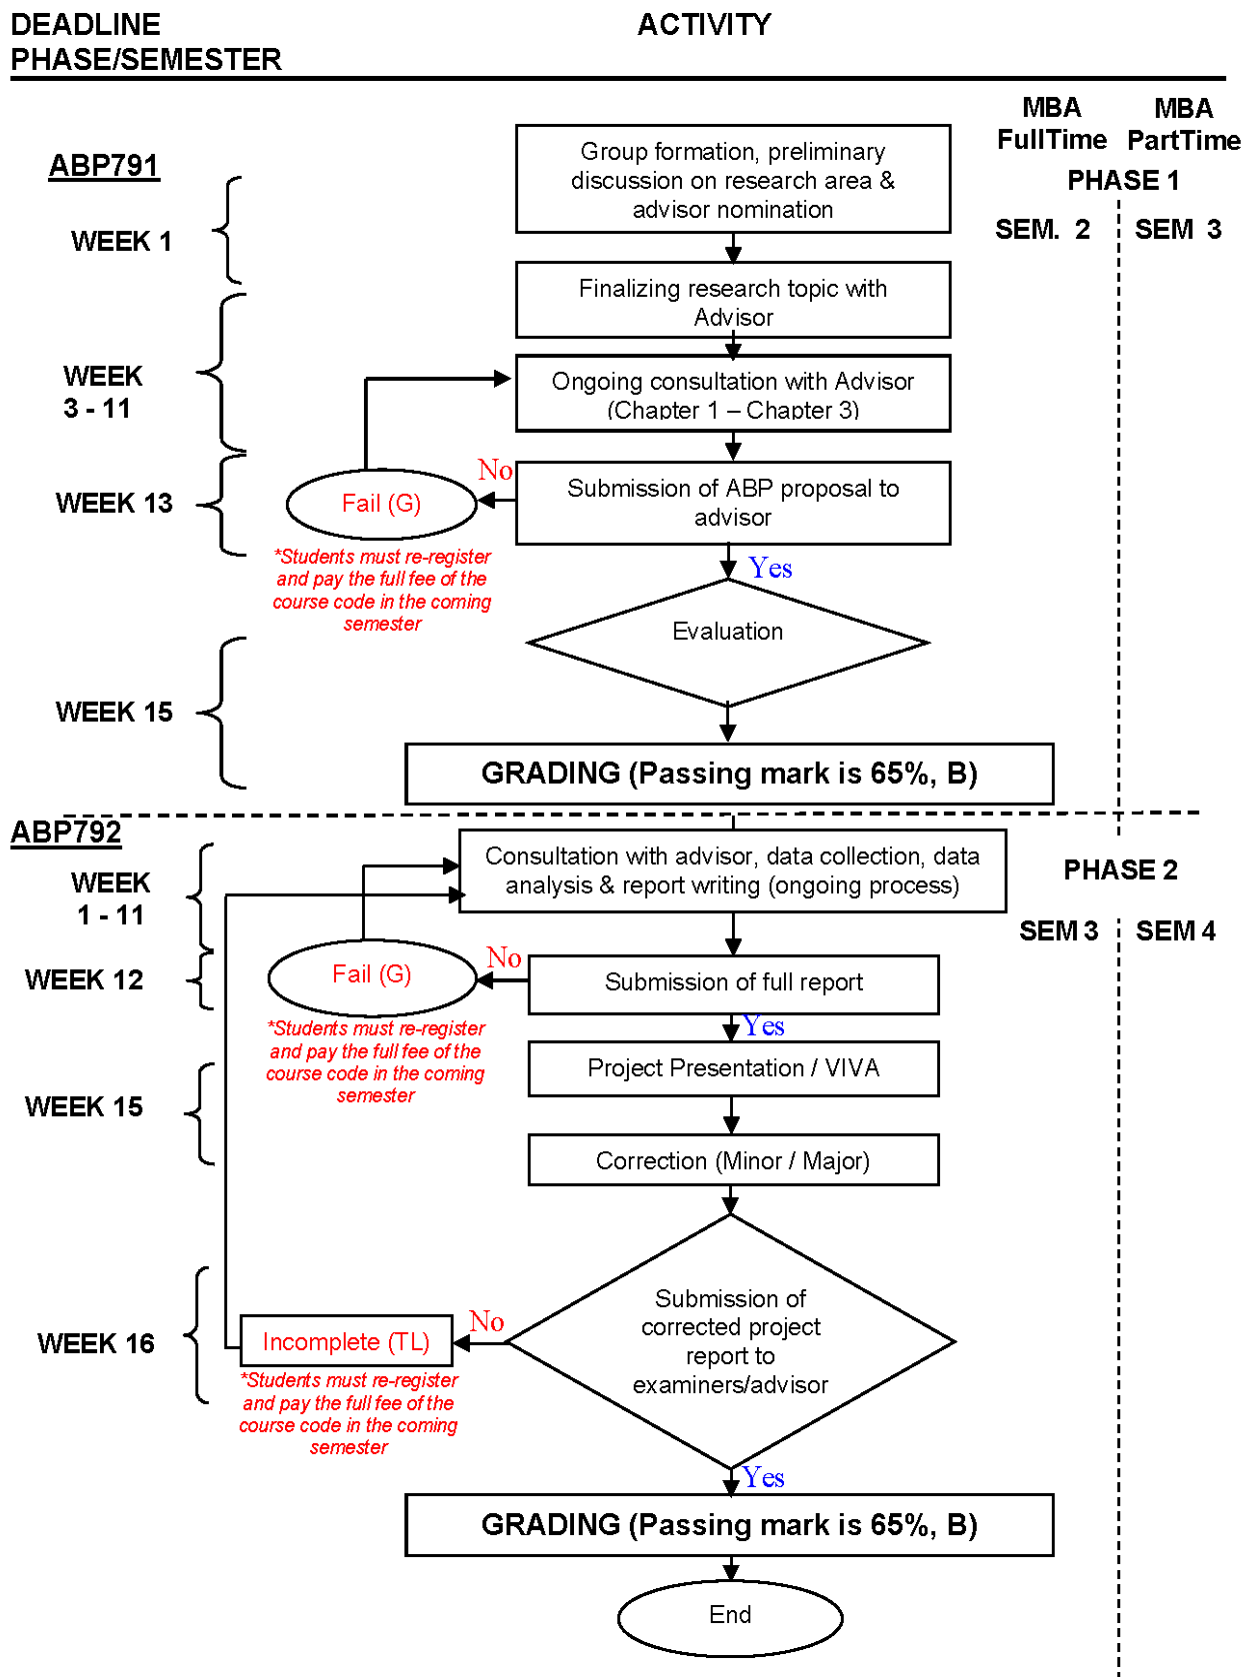 DEADLINE
PHASE/SEMESTER
ACTIVITY
MBA
FullTime
MBA
PartTime
ABP791
PHASE 1
SEM.  2
SEM  3
Group formation, preliminary
discussion on research area &
advisor nomination
WEEK 1
Finalizing research topic with
Advisor
WEEK
3 - 11
Ongoing consultation with Advisor
(Chapter 1 – Chapter 3)
WEEK 13
Fail (G)
No
Submission of ABP proposal to
advisor
*Students must re-register
and pay the full fee of the
course code in the coming
semester
Yes
Evaluation
WEEK 15
GRADING (Passing mark is 65%, B)
ABP792
PHASE 2
SEM 3
SEM 4
WEEK
1 - 11
Consultation with advisor, data collection, data
analysis & report writing (ongoing process)
WEEK 12
Fail (G)
No
Submission of full report
*Students must re-register
and pay the full fee of the
course code in the coming
semester
Yes
Project Presentation / VIVA
WEEK 15
Correction (Minor / Major)
WEEK 16
Incomplete (TL)
No
Submission of
corrected project
report to
examiners/advisor
*Students must re-register
and pay the full fee of the
course code in the coming
semester
Yes
GRADING (Passing mark is 65%, B)
End